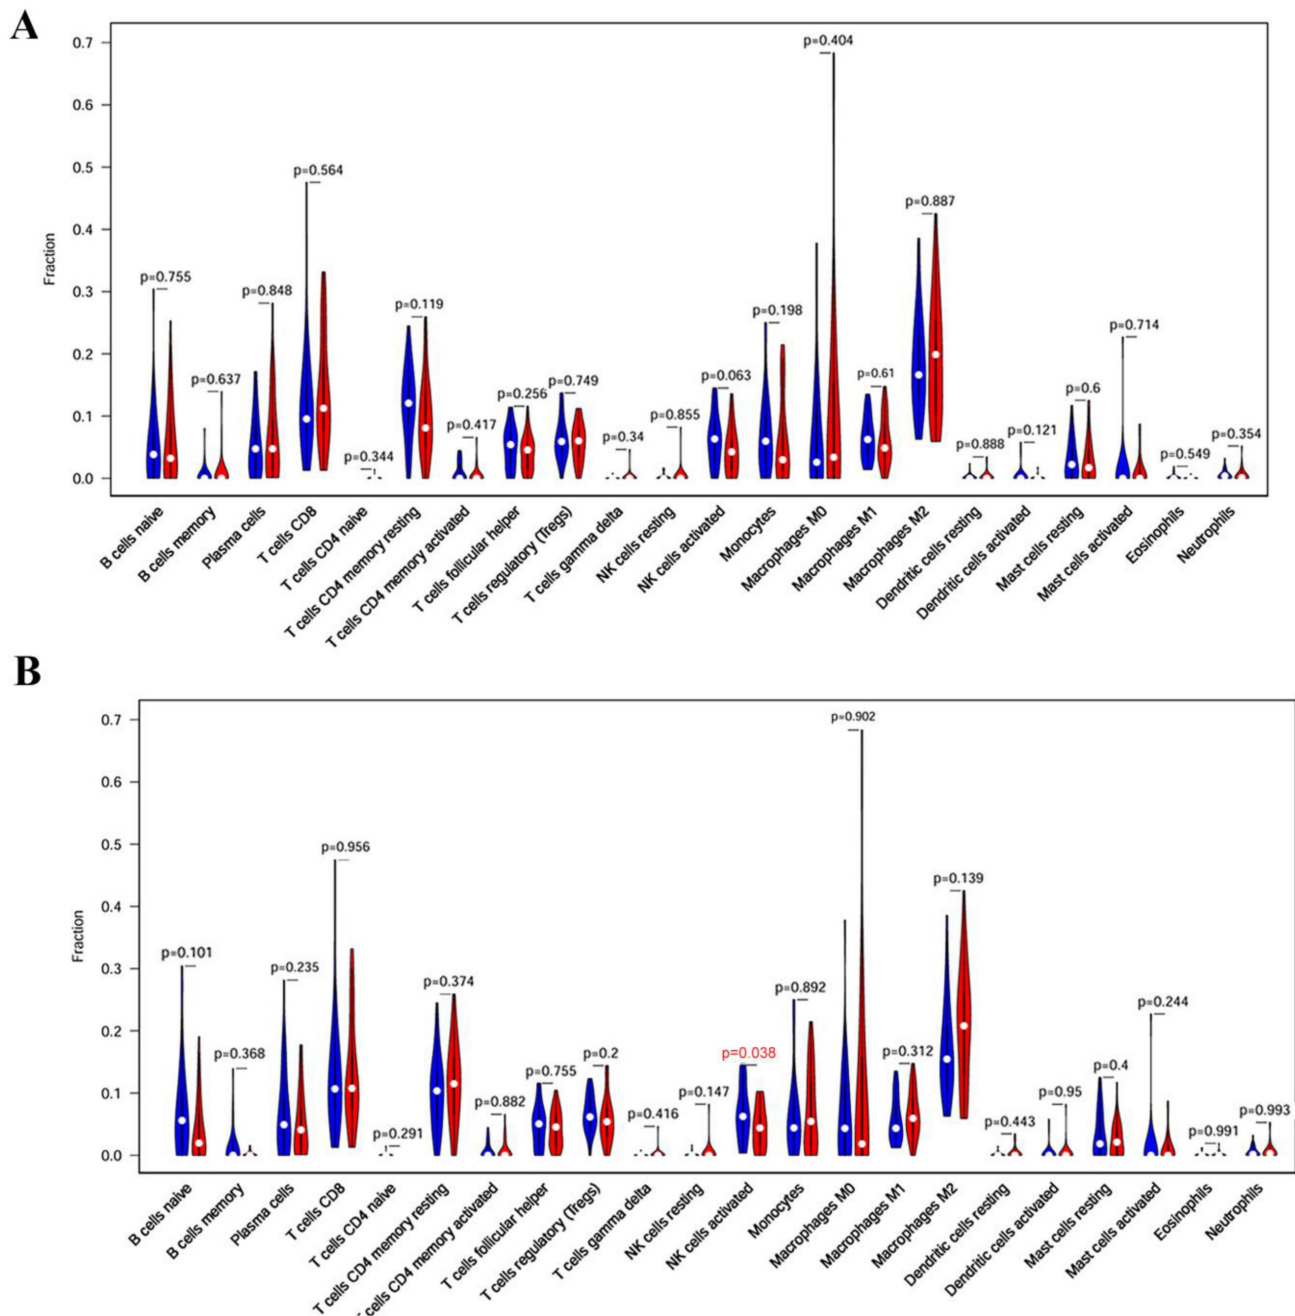 A
Fraction
0.7
0.6
0.5
0.4
0.3
0.2
0.1
0.0
p=0.755
p=0.637
p=0.848
p=0.564
p=0.344
p=0.119
p=0.417
p=0.256
p=0.749
p=0.34
p=0.855
p=0.063
p=0.198
p=0.404
p=0.61
p=0.887
p=0.888
p=0.121
p=0.6
p=0.714
p=0.549
p=0.354
B cells naive
B cells memory
Plasma cells
T cells CD8
T cells CD4 naive
T cells CD4 memory resting
T cells CD4 memory activated
T cells follicular helper
T cells regulatory (Tregs)
T cells gamma delta
NK cells resting
NK cells activated
Monocytes
Macrophages M0
Macrophages M1
Macrophages M2
Dendritic cells resting
Dendritic cells activated
Mast cells resting
Mast cells activated
Eosinophils
Neutrophils
B
Fraction
0.7
0.6
0.5
0.4
0.3
0.2
0.1
0.0
p=0.101
p=0.368
p=0.235
p=0.956
p=0.291
p=0.374
p=0.882
p=0.755
p=0.2
p=0.416
p=0.147
p=0.038
p=0.892
p=0.902
p=0.312
p=0.139
p=0.443
p=0.95
p=0.4
p=0.244
p=0.991
p=0.993
B cells naive
B cells memory
Plasma cells
T cells CD8
T cells CD4 naive
T cells CD4 memory resting
cells CD4 memory activated
T cells follicular helper
T cells regulatory (Tregs)
T cells gamma delta
NK cells resting
NK cells activated
Monocytes
Macrophages M0
Macrophages M1
Macrophages M2
Dendritic cells resting
Dendritic cells activated
Mast cells resting
Mast cells activated
Eosinophils
Neutrophils